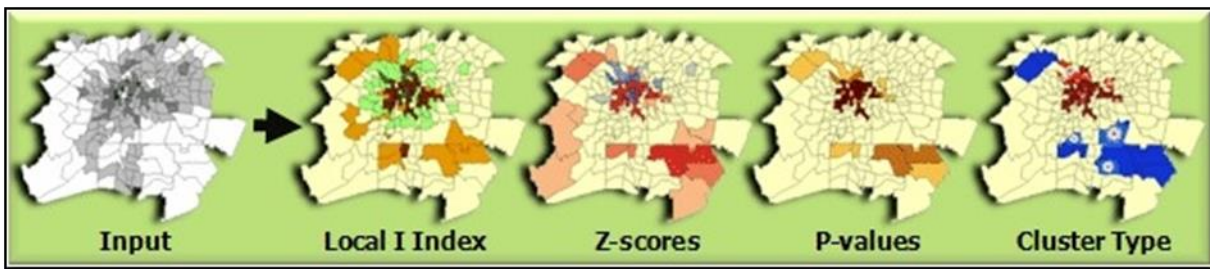 Input
Local I Index
Z-scores
P-values
Cluster Type